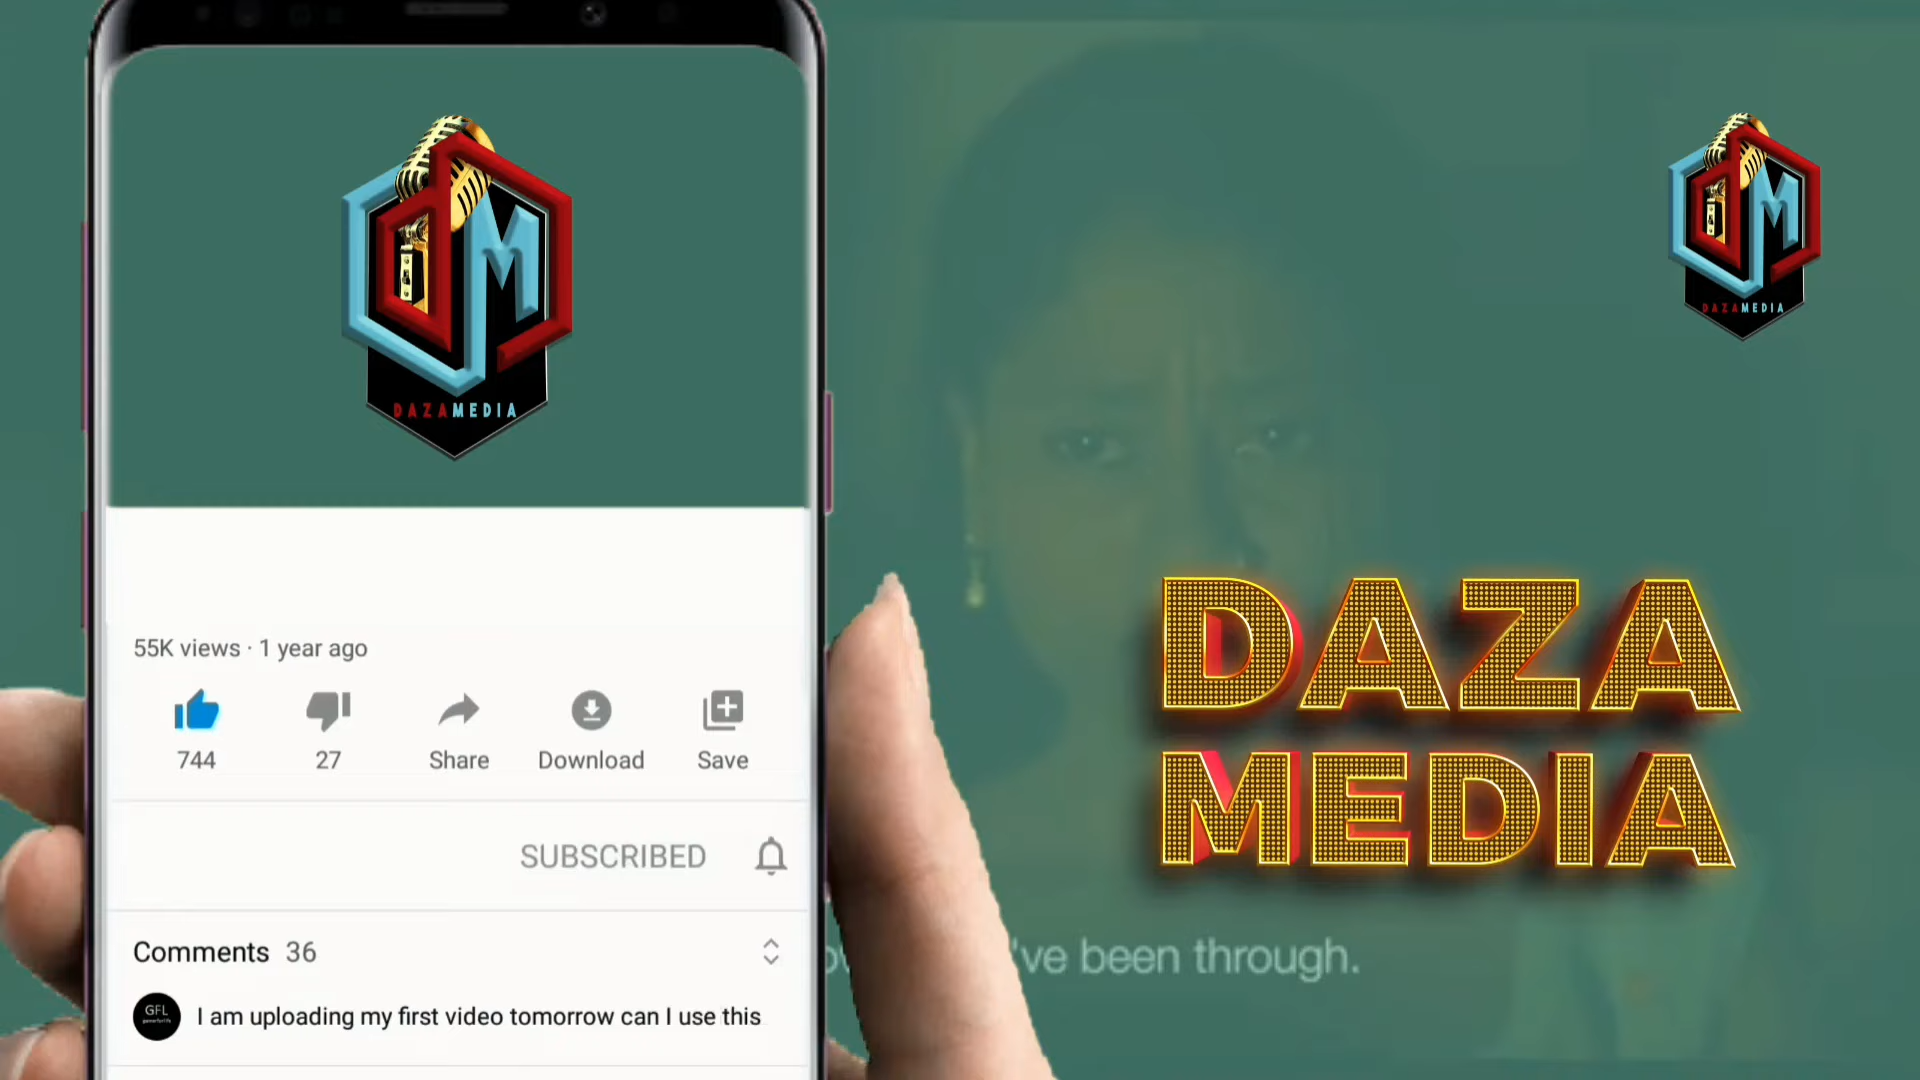 DAZAMEDIA
55K views · 1 year ago
744
27
Share
Download
Save
SUBSCRIBED
Comments 36
GFL
I am uploading my first video tomorrow can I use this
DAZAMEDIA
DAZA
MEDIA
've been through.